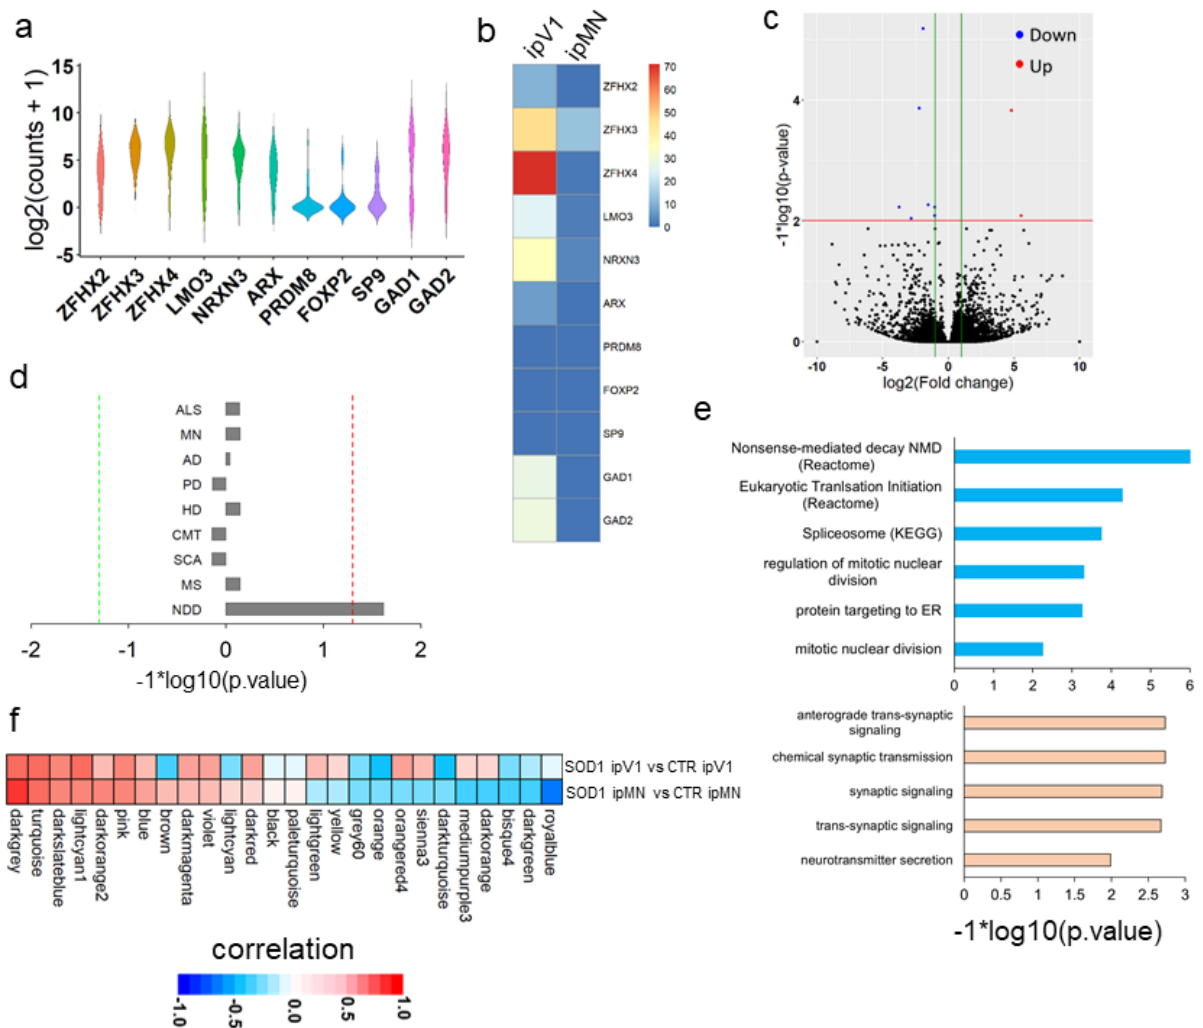 a
log2(counts + 1)
15
10
5
0
-5
ZFHX2
ZFHX3
ZFHX4
LMO3
NRXN3
ARX
PRDM8
FOXP2
SP9
GAD1
GAD2
b
ipV1
ipMN
70
60
50
40
30
20
10
0
ZFHX2
ZFHX3
ZFHX4
LMO3
NRXN3
ARX
PRDM8
FOXP2
SP9
GAD1
GAD2
c
Down
Up
-1*log10(p-value)
4
2
0
-10
-5
0
5
10
log2(Fold change)
d
ALS
MN
AD
PD
HD
CMT
SCA
MS
NDD
-2
-1
0
1
2
-1*log10(p.value)
e
Nonsense-mediated decay NMD
(Reactome)
Eukaryotic Tranlsation Initiation
(Reactome)
Spliceosome (KEGG)
regulation of mitotic nuclear
division
protein targeting to ER
mitotic nuclear division
0
1
2
3
4
5
6
anterograde trans-synaptic
signaling
chemical synaptic transmission
synaptic signaling
trans-synaptic signaling
neurotransmitter secretion
0
0.5
1
1.5
2
2.5
3
-1*log10(p.value)
f
SOD1 ipV1 vs CTR ipV1
SOD1 ipMN vs CTR ipMN
darkgrey
turquoise
darkslateblue
lightcyan1
darkorange2
pink
blue
brown
darkmagenta
violet
lightcyan
darkred
black
paleturquoise
lightgreen
yellow
grey60
orange
orangered4
sienna3
darkturquoise
mediumpurple3
darkorange
bisque4
darkgreen
royalblue
correlation
-1.0
-0.5
0.0
0.5
1.0